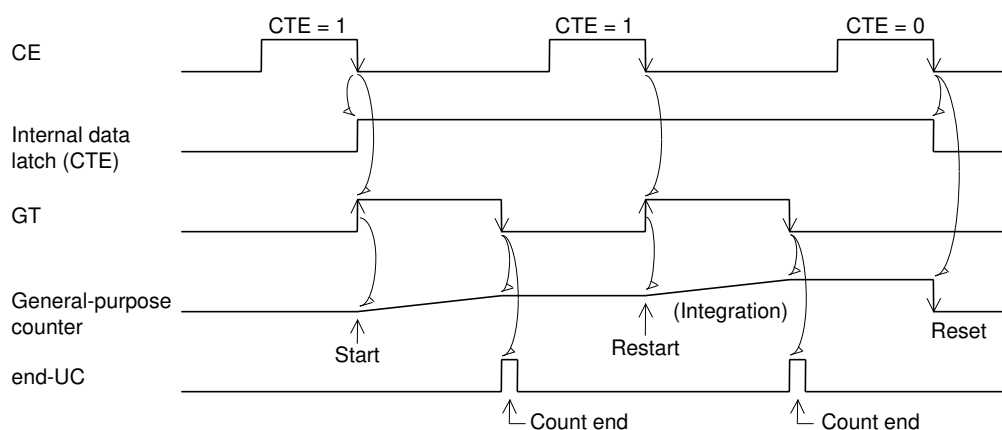 CTE = 1
CTE = 1
CTE = 0
CE
Internal data
latch (CTE)
GT
General-purpose
counter
(Integration)
Start
Restart
Reset
end-UC
Count end
Count end